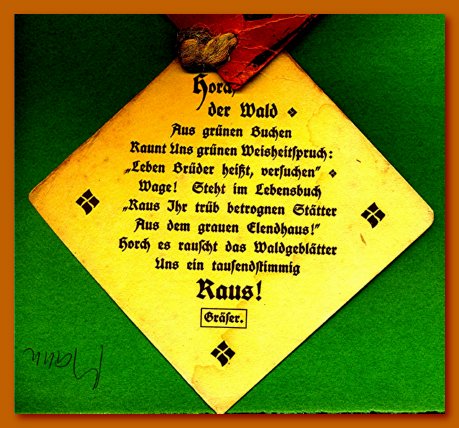 Horch,
der Wald
Aus grünen Buchen
Raunt Uns grünen Weisheitspruch:
„Leben Brüder heißt, versuchen“
Wage! Steht im Lebensbuch
„Raus Ihr trüb betrognen Stätter
Aus dem grauen Elendhaus!“
Horch es rauscht das Waldgeblätter
Uns ein tausendstimmig
Raus!
Gräser.